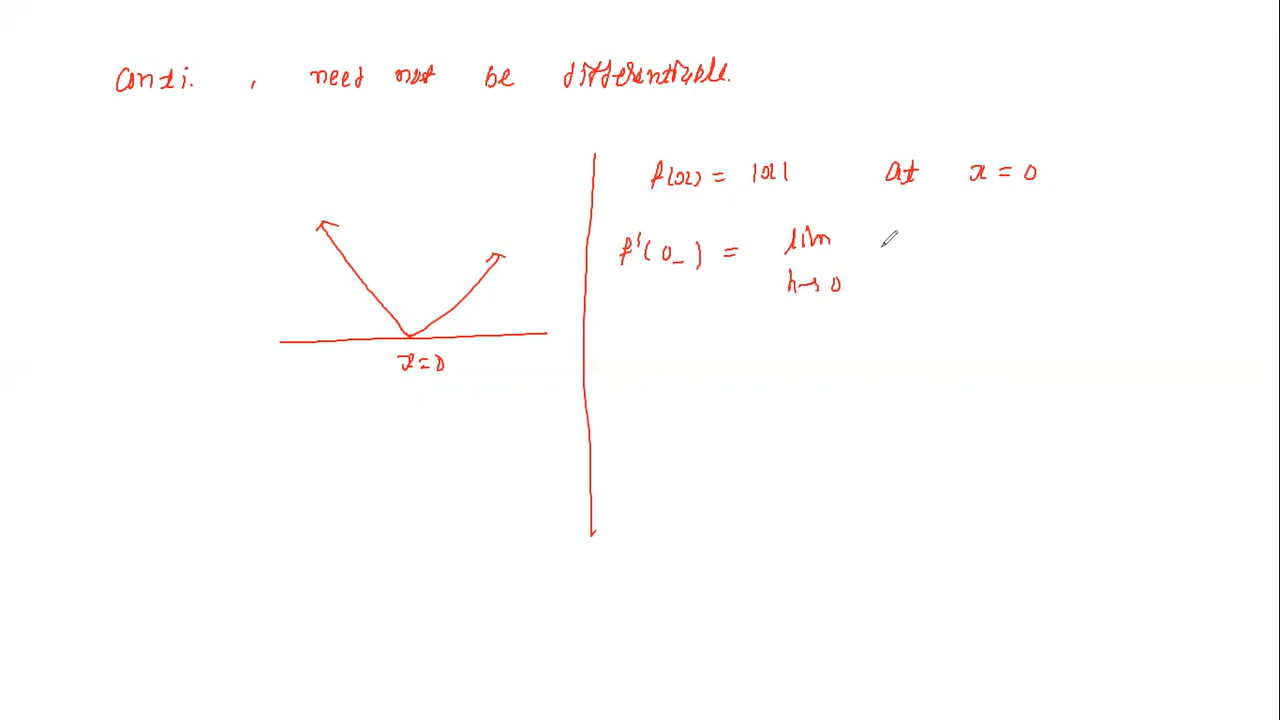 conti. , need not be differentiable.
f(x) = |x| at x = 0
f'(0_) = lim
h→0
x=0